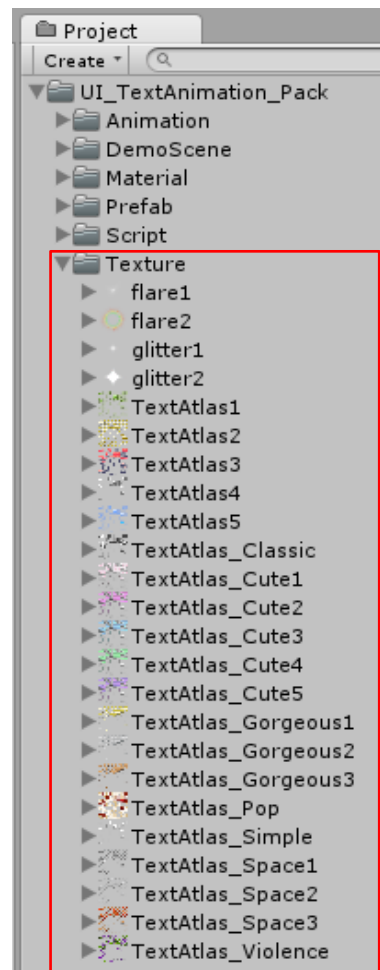 Project
Create
UI_TextAnimation_Pack
Animation
DemoScene
Material
Prefab
Script
Texture
flare1
flare2
glitter1
glitter2
TextAtlas1
TextAtlas2
TextAtlas3
TextAtlas4
TextAtlas5
TextAtlas_Classic
TextAtlas_Cute1
TextAtlas_Cute2
TextAtlas_Cute3
TextAtlas_Cute4
TextAtlas_Cute5
TextAtlas_Gorgeous1
TextAtlas_Gorgeous2
TextAtlas_Gorgeous3
TextAtlas_Pop
TextAtlas_Simple
TextAtlas_Space1
TextAtlas_Space2
TextAtlas_Space3
TextAtlas_Violence